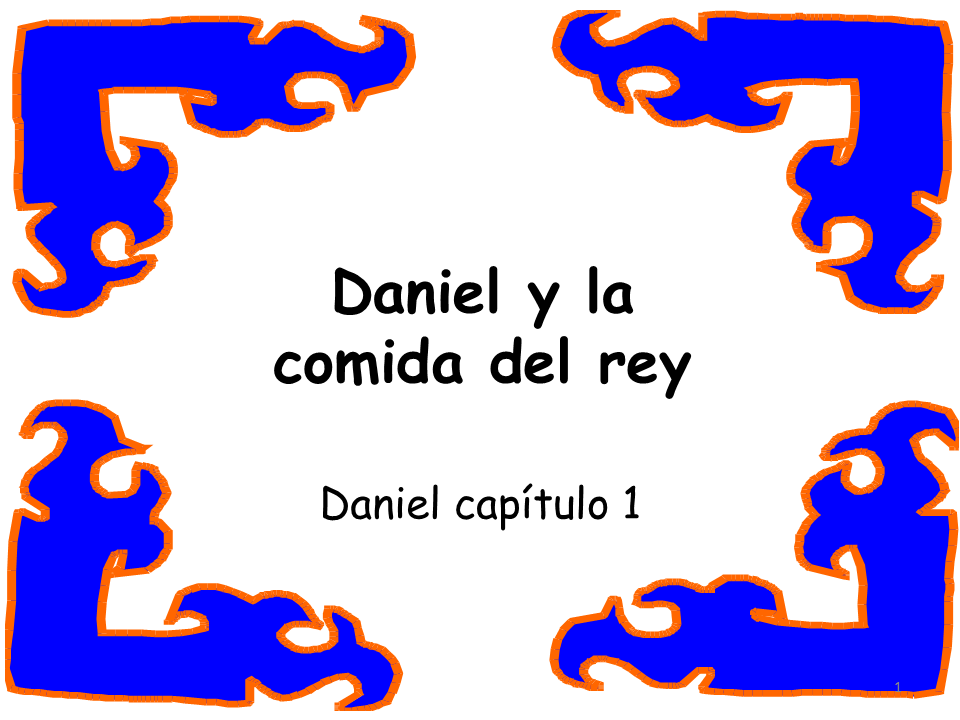 Daniel y la
comida del rey
Daniel capítulo 1
1